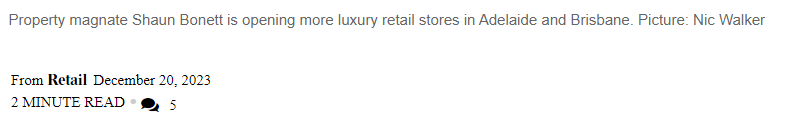 Property magnate Shaun Bonett is opening more luxury retail stores in Adelaide and Brisbane. Picture: Nic Walker
From Retail December 20, 2023
2 MINUTE READ • 5